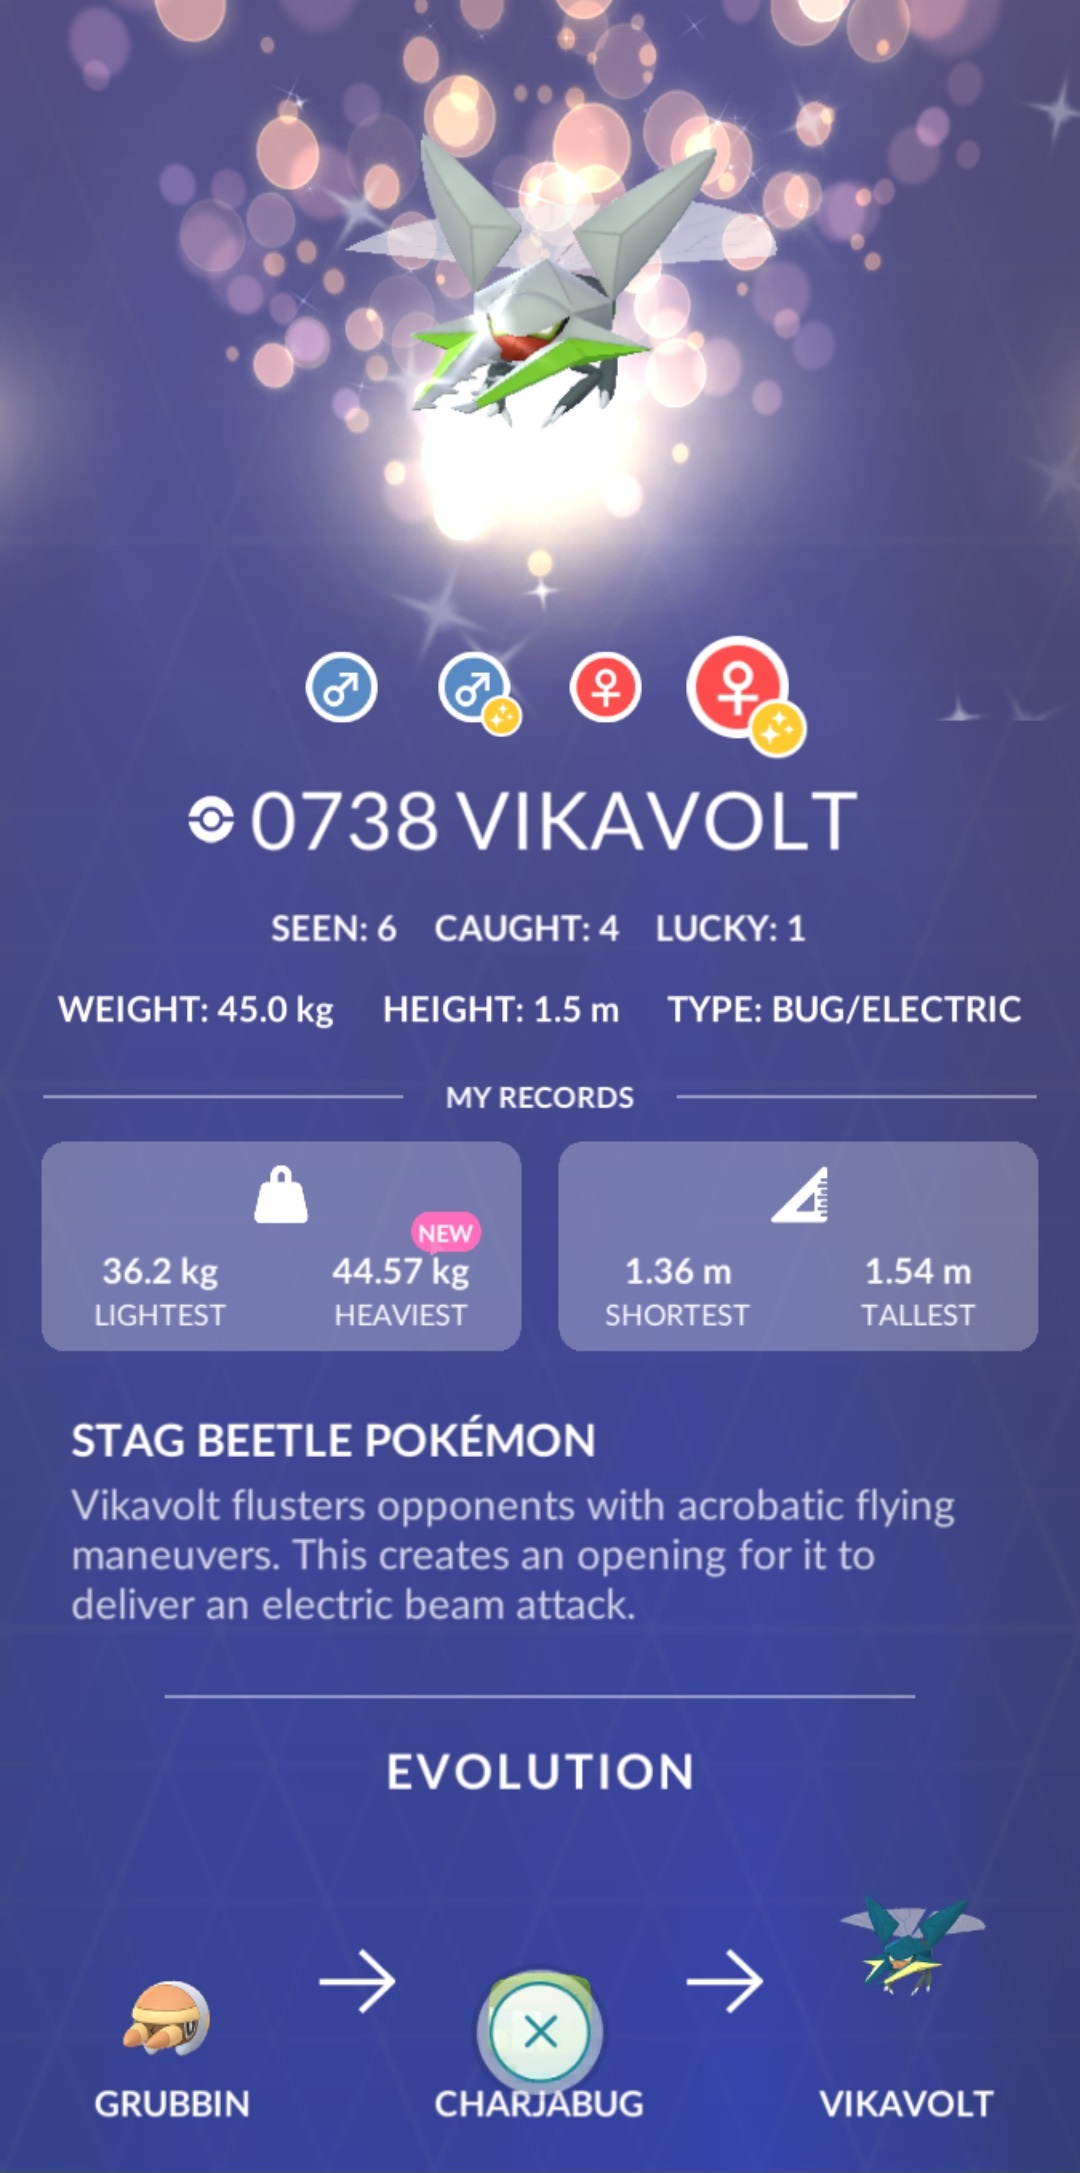 0738 VIKAVOLT
SEEN: 6 CAUGHT: 4 LUCKY: 1
WEIGHT: 45.0 kg HEIGHT: 1.5 m TYPE: BUG/ELECTRIC
MY RECORDS
NEW
36.2 kg 44.57 kg 1.36 m 1.54 m
LIGHTEST HEAVIEST SHORTEST TALLEST
STAG BEETLE POKÉMON
Vikavolt flusters opponents with acrobatic flying
maneuvers. This creates an opening for it to
deliver an electric beam attack.
EVOLUTION
GRUBBIN CHARJABUG VIKAVOLT